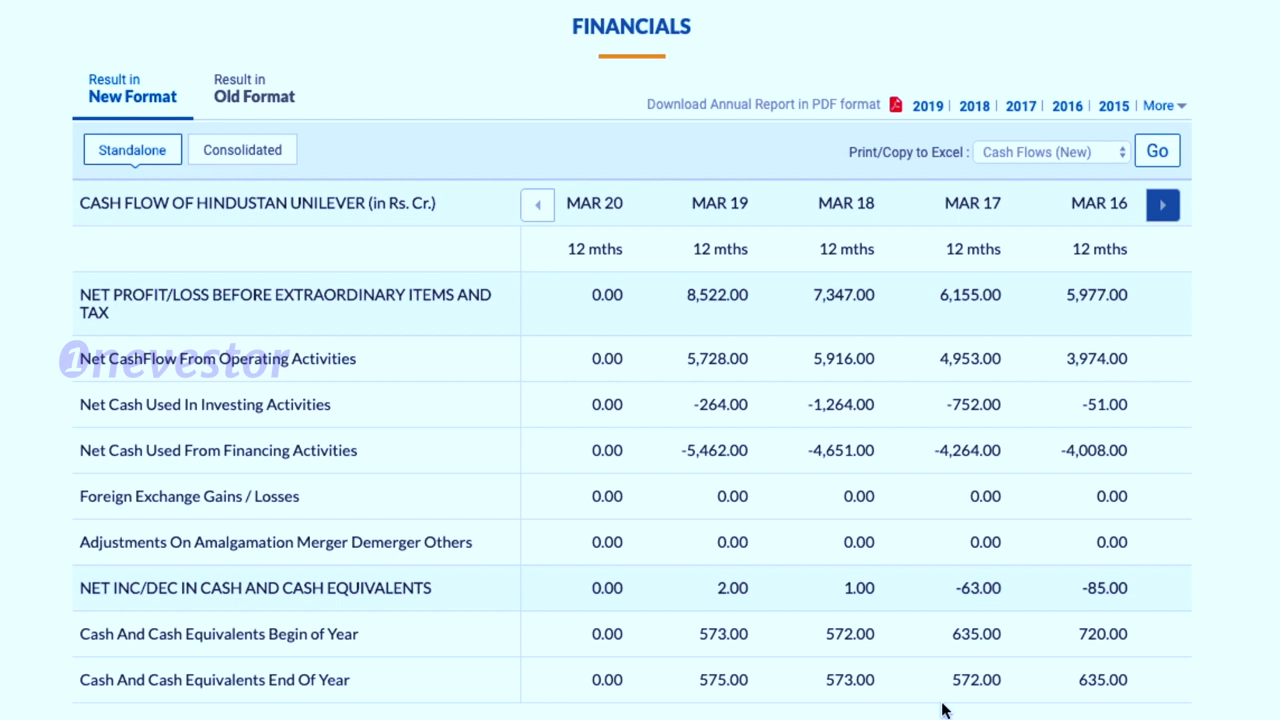 FINANCIALS
Result in
New Format
Result in
Old Format
Download Annual Report in PDF format 2019 | 2018 | 2017 | 2016 | 2015 | More
Standalone
Consolidated
Print/Copy to Excel : Cash Flows (New) Go
CASH FLOW OF HINDUSTAN UNILEVER (in Rs. Cr.) MAR 20 MAR 19 MAR 18 MAR 17 MAR 16
12 mths 12 mths 12 mths 12 mths 12 mths
NET PROFIT/LOSS BEFORE EXTRAORDINARY ITEMS AND 0.00 8,522.00 7,347.00 6,155.00 5,977.00
TAX
1nevestor
Net CashFlow From Operating Activities 0.00 5,728.00 5,916.00 4,953.00 3,974.00
Net Cash Used In Investing Activities 0.00 -264.00 -1,264.00 -752.00 -51.00
Net Cash Used From Financing Activities 0.00 -5,462.00 -4,651.00 -4,264.00 -4,008.00
Foreign Exchange Gains / Losses 0.00 0.00 0.00 0.00 0.00
Adjustments On Amalgamation Merger Demerger Others 0.00 0.00 0.00 0.00 0.00
NET INC/DEC IN CASH AND CASH EQUIVALENTS 0.00 2.00 1.00 -63.00 -85.00
Cash And Cash Equivalents Begin of Year 0.00 573.00 572.00 635.00 720.00
Cash And Cash Equivalents End Of Year 0.00 575.00 573.00 572.00 635.00